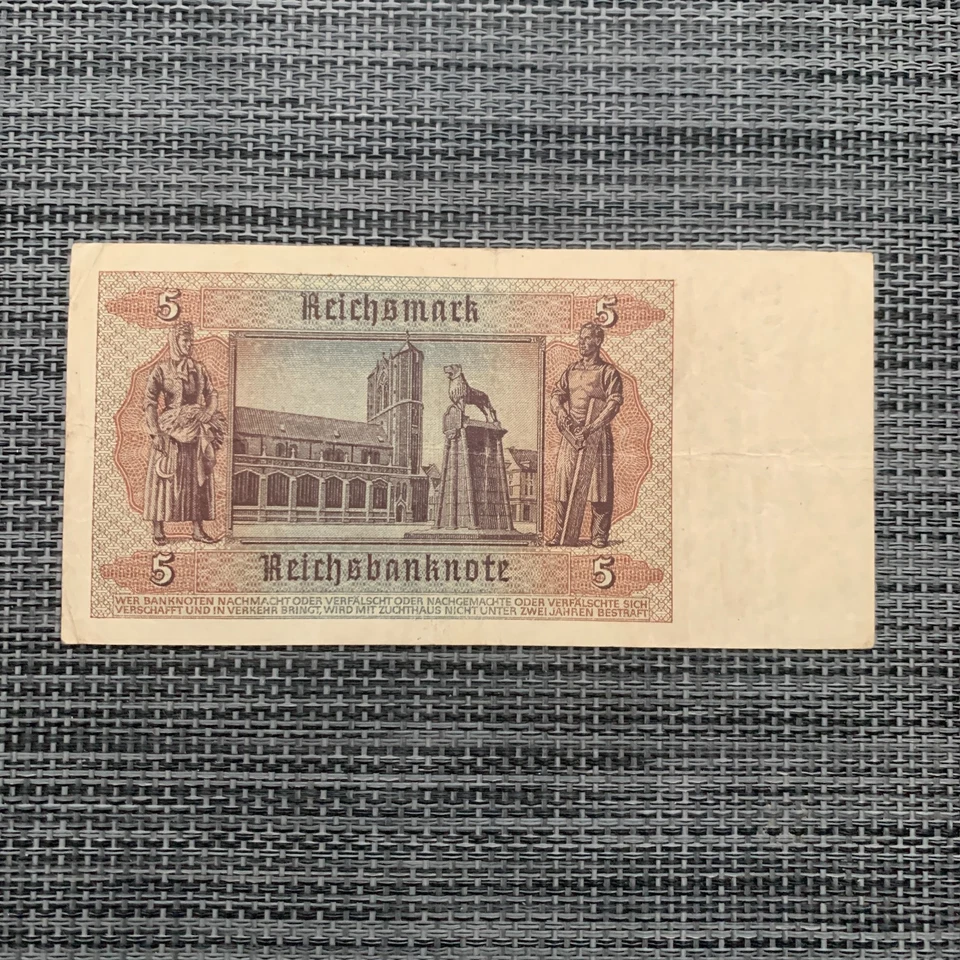 5 Reichsmark 5
5 Reichsbanknote 5
WER BANKNOTEN NACHMACHT ODER VERFÄLSCHT ODER NACHGEMACHTE ODER VERFÄLSCHTE SICH
VERSCHAFFT UND IN VERKEHR BRINGT, WIRD MIT ZUCHTHAUS NICHT UNTER ZWEI JAHREN BESTRAFT